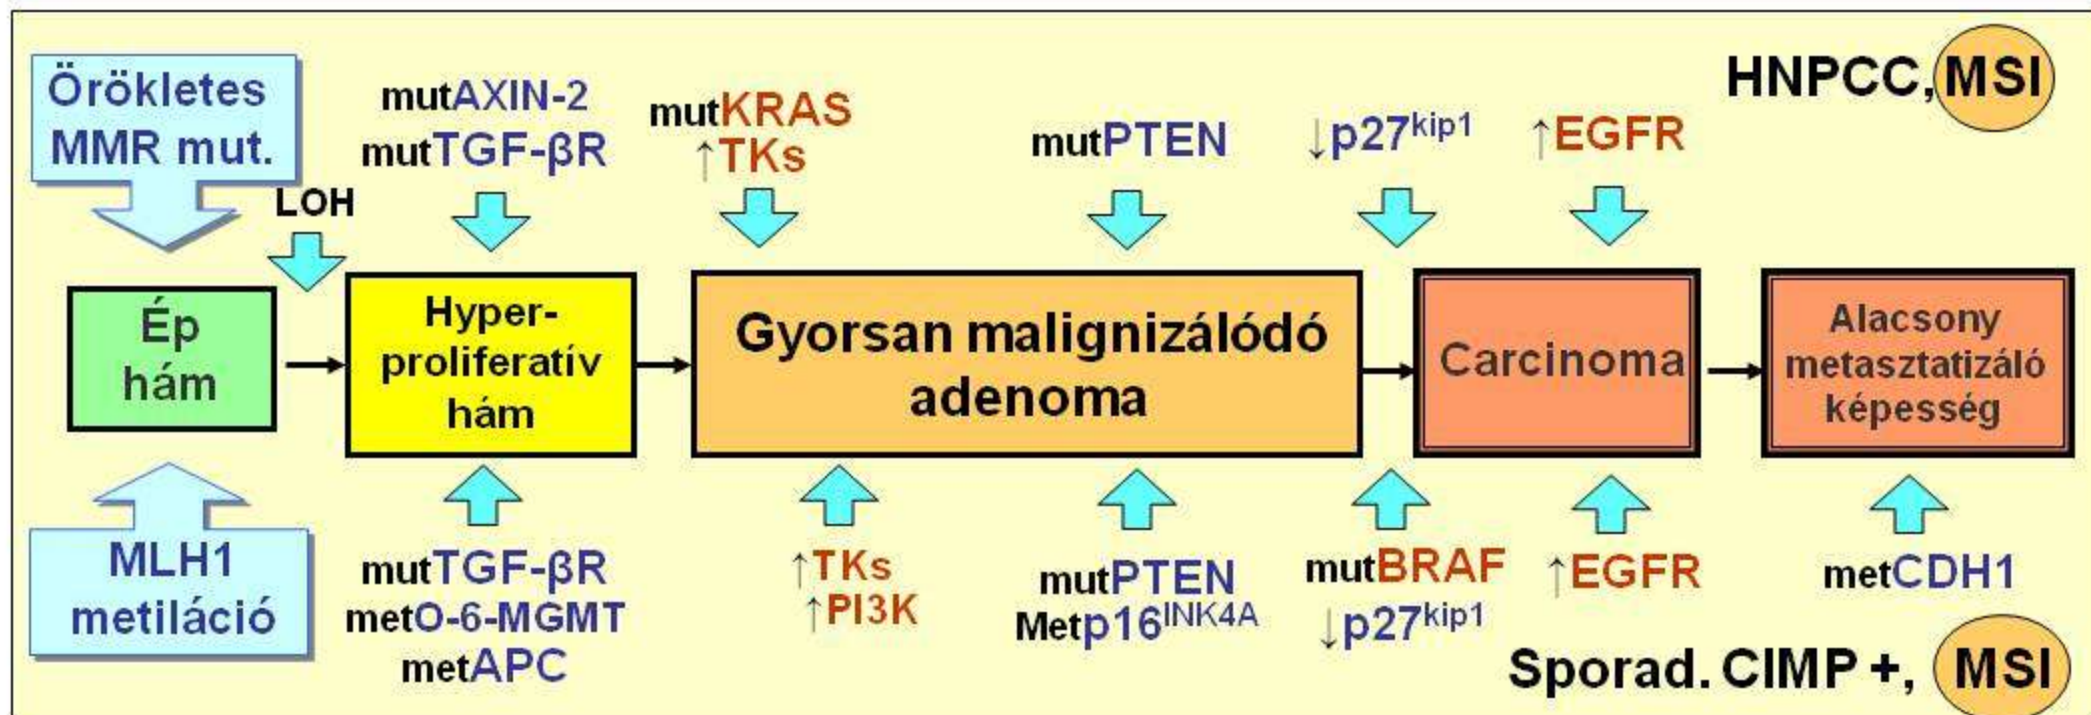 Örökletes
MMR mut.
LOH
mutAXIN-2
mutTGF-βR
mutKRAS
↑TKs
mutPTEN
↓p27kip1
↑EGFR
HNPCC, MSI
Ép
hám
Hyper-
proliferatív
hám
Gyorsan malignizálódó
adenoma
Carcinoma
Alacsony
metasztatizáló
képesség
MLH1
metiláció
mutTGF-βR
metO-6-MGMT
metAPC
↑TKs
↑PI3K
mutPTEN
Metp16INK4A
mutBRAF
↓p27kip1
↑EGFR
metCDH1
Sporad. CIMP +, MSI